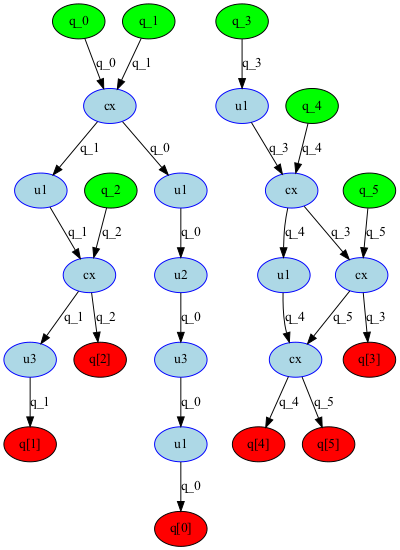 q_0 q_1 q_3
q_0 q_1 q_3
cx u1 q_4
q_1 q_0 q_3 q_4
u1 q_2 u1 cx q_5
q_1 q_2 q_0 q_4 q_3 q_5
cx u2 u1 cx
q_1 q_2 q_0 q_4 q_5 q_3
u3 q[2] u3 cx q[3]
q_1 q_0 q_4 q_5
q[1] u1 q[4] q[5]
q_0
q[0]